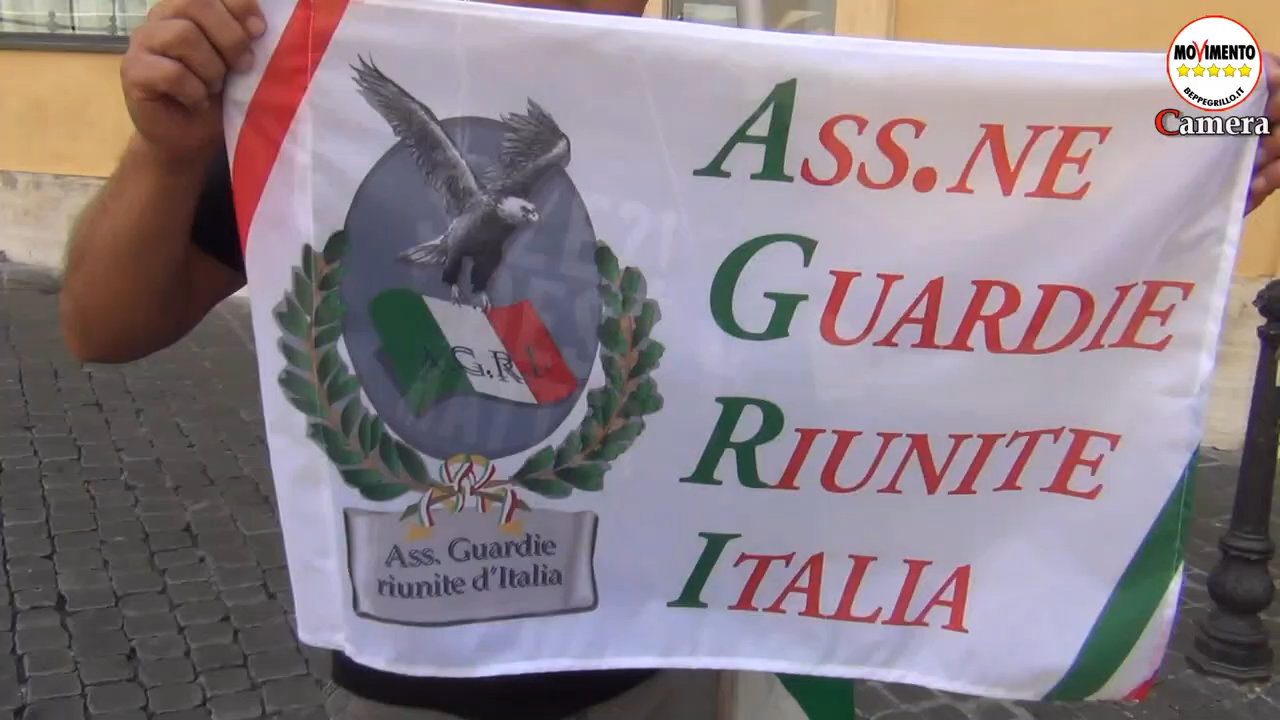 MOVIMENTO
BEPPEGRILLO.IT
Camera
ASS.NE
GUARDIE
RIUNITE
ITALIA
A.G.R.I.
Ass. Guardie
riunite d'Italia